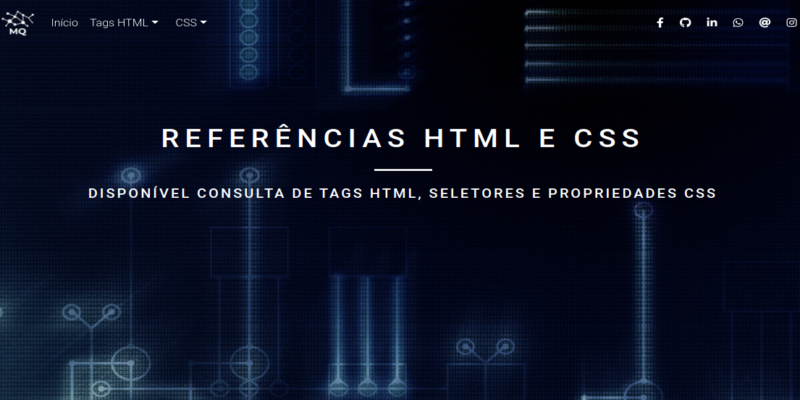 MQ
Início Tags HTML CSS
REFERÊNCIAS HTML E CSS
DISPONÍVEL CONSULTA DE TAGS HTML, SELETORES E PROPRIEDADES CSS